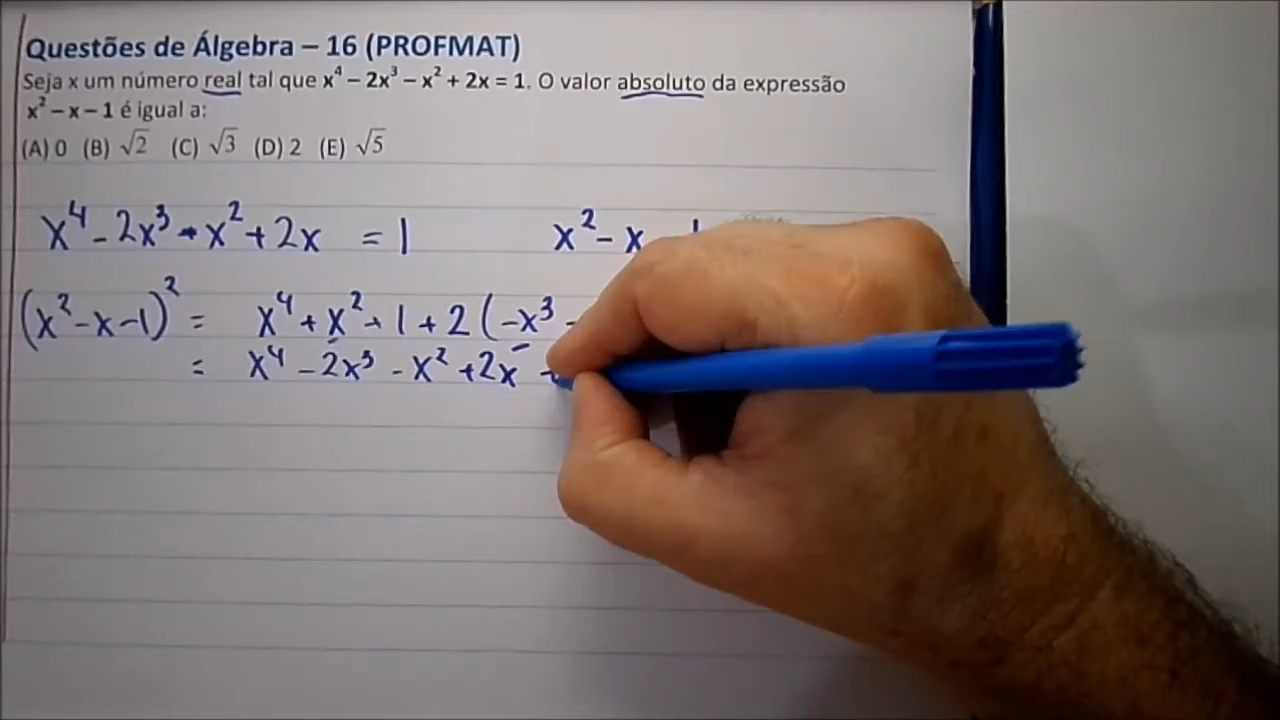 Questões de Álgebra – 16 (PROFMAT)
Seja x um número real tal que x⁴ – 2x³ – x² + 2x = 1. O valor absoluto da expressão
x² – x – 1 é igual a:
(A) 0 (B) √2 (C) √3 (D) 2 (E) √5
x⁴ - 2x³ - x² + 2x = 1 x² - x
(x² - x - 1)² = x⁴ + x² + 1 + 2(-x³ -
= x⁴ - 2x³ - x² + 2x